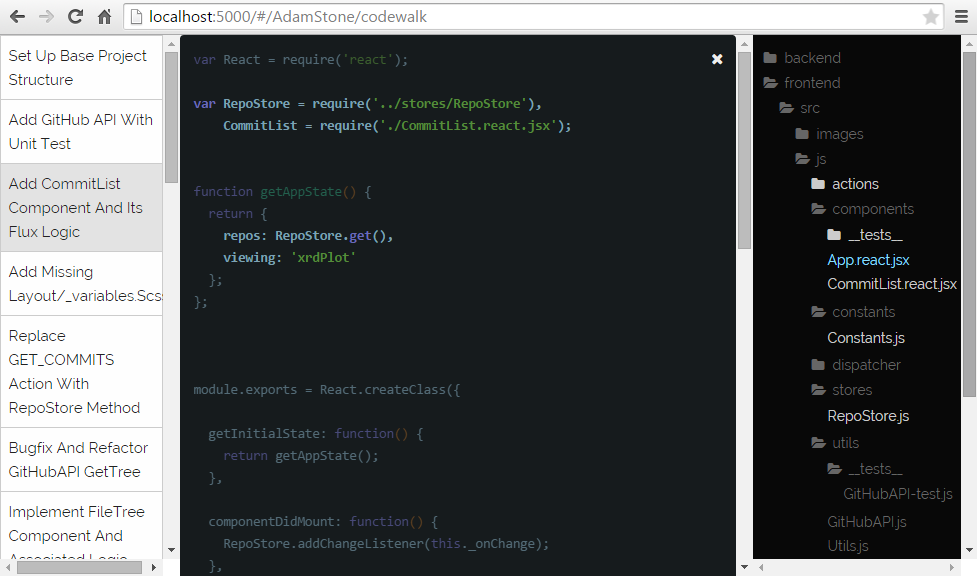 localhost:5000/#/AdamStone/codewalk
Set Up Base Project
Structure
Add GitHub API With
Unit Test
Add CommitList
Component And Its
Flux Logic
Add Missing
Layout/_variables.Scs
Replace
GET_COMMITS
Action With
RepoStore Method
Bugfix And Refactor
GitHubAPI GetTree
Implement FileTree
Component And
Associated Logic
var React = require('react');
var RepoStore = require('../stores/RepoStore'),
CommitList = require('./CommitList.react.jsx');
function getAppState() {
return {
repos: RepoStore.get(),
viewing: 'xrdPlot'
};
};
module.exports = React.createClass({
getInitialState: function() {
return getAppState();
},
componentDidMount: function() {
RepoStore.addChangeListener(this._onChange);
},
backend
frontend
src
images
js
actions
components
__tests__
App.react.jsx
CommitList.react.jsx
constants
Constants.js
dispatcher
stores
RepoStore.js
utils
__tests__
GitHubAPI-test.js
GitHubAPI.js
Utils.js